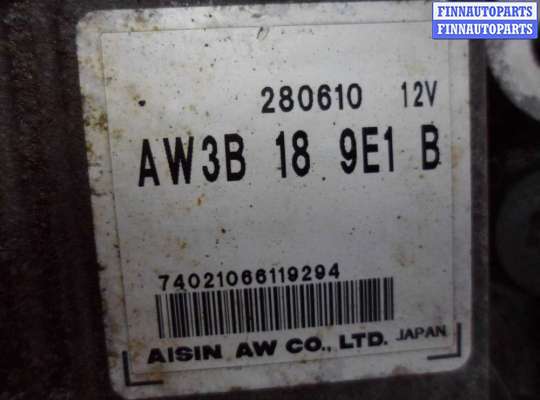 FINNAUTOPARTS
FINNAUTOPARTS
280610 12V
AW3B 18 9E1 B
74021066119294
AISIN AW CO., LTD. JAPAN